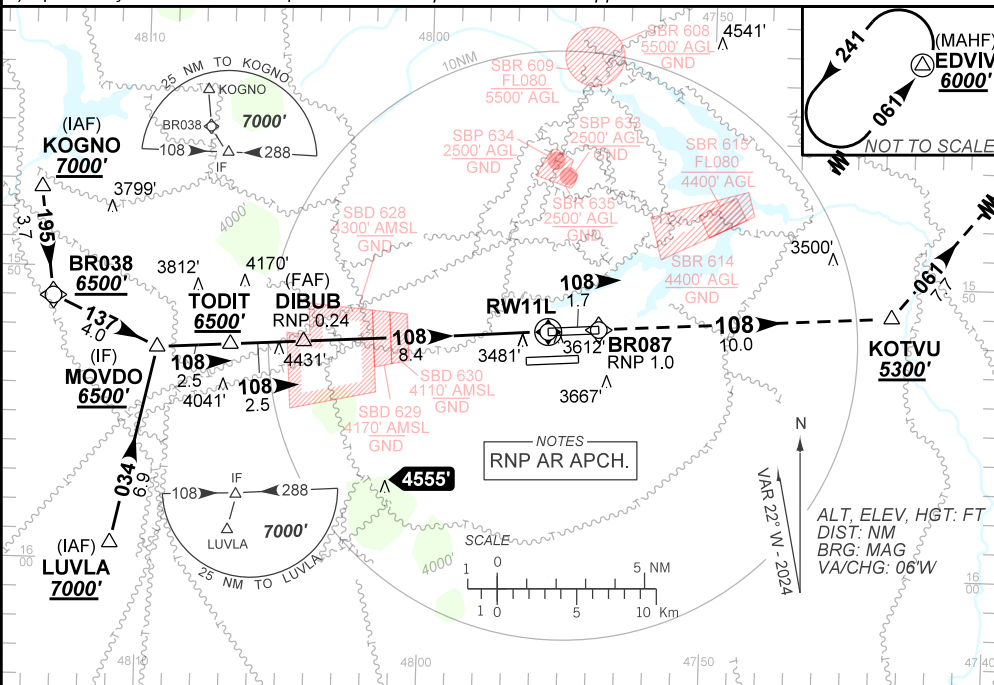 48 10
48 00
47 50
4541'
SBR 608
5500' AGL
GND
10NM
SBR 609
FL080
5500' AGL
241
(MAHF)
EDVIV
6000'
061
NOT TO SCALE
25 NM TO KOGNO
KOGNO
BR038
7000'
108
288
IF
(IAF)
KOGNO
7000'
3799'
4000
195
3.7
SBP 634
2500' AGL
GND
SBP 633
2500' AGL
GND
SBR 635
2500' AGL
GND
SBR 615
FL080
4400' AGL
SBR 614
4400' AGL
GND
3500'
SBD 628
4300' AMSL
GND
15
50
BR038
6500'
137
4.0
3812'
4170'
TODIT
6500'
(FAF)
DIBUB
RNP 0.24
108
8.4
RW11L
108
1.7
3481'
3612'
BR087
RNP 1.0
108
10.0
061
7.7
15
50
KOTVU
5300'
(IF)
MOVDO
6500'
108
2.5
4041'
108
2.5
4431'
SBD 630
4110' AMSL
GND
SBD 629
4170' AMSL
GND
3667'
NOTES
RNP AR APCH.
034
6.9
(IAF)
LUVLA
7000'
16
00
IF
108
288
LUVLA
7000'
25 NM TO LUVLA
4555'
4000
SCALE
1 0 5 NM
1 0 5 10 Km
N
VAR 22° W - 2024
ALT, ELEV, HGT: FT
DIST: NM
BRG: MAG
VA/CHG: 06'W
16
00
48 10
48 00
47 50
47 40